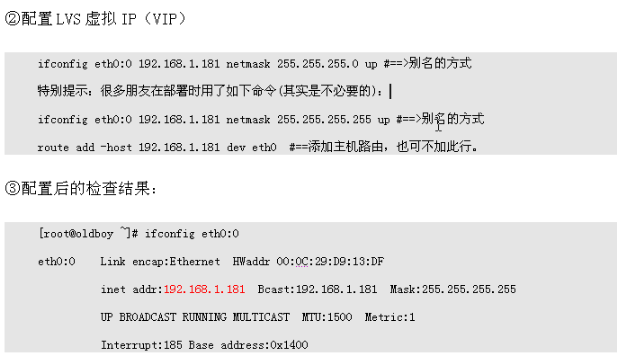 ②配置 LVS 虚拟 IP（VIP）
ifconfig eth0:0 192.168.1.181 netmask 255.255.255.0 up #==>别名的方式
特别提示：很多朋友在部署时用了如下命令(其实是不必要的)：
ifconfig eth0:0 192.168.1.181 netmask 255.255.255.255 up #==>别名的方式
route add -host 192.168.1.181 dev eth0 #==添加主机路由，也可不加此行。
③配置后的检查结果：
[root@oldboy ~]# ifconfig eth0:0
eth0:0 Link encap:Ethernet HWaddr 00:0C:29:D9:13:DF
inet addr:192.168.1.181 Bcast:192.168.1.181 Mask:255.255.255.255
UP BROADCAST RUNNING MULTICAST MTU:1500 Metric:1
Interrupt:185 Base address:0x1400